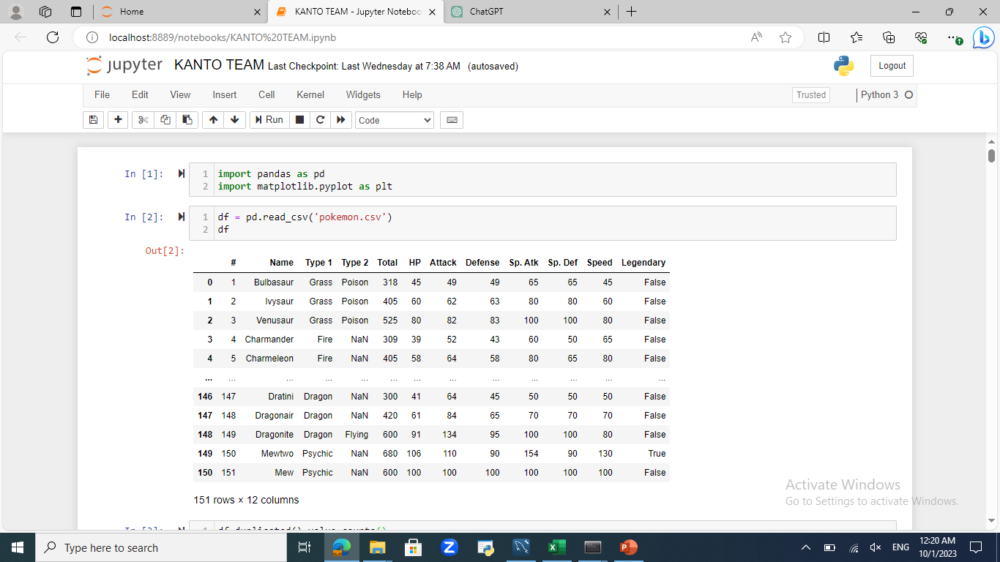 Home
KANTO TEAM - Jupyter Noteboo
ChatGPT
localhost:8889/notebooks/KANTO%20TEAM.ipynb
jupyter KANTO TEAM Last Checkpoint: Last Wednesday at 7:38 AM (autosaved)
Logout
File Edit View Insert Cell Kernel Widgets Help
Trusted
Python 3
Run
Code
In [1]:
1 import pandas as pd
2 import matplotlib.pyplot as plt
In [2]:
1 df = pd.read_csv('pokemon.csv')
2 df
Out[2]:
# Name Type 1 Type 2 Total HP Attack Defense Sp. Atk Sp. Def Speed Legendary
0 1 Bulbasaur Grass Poison 318 45 49 49 65 65 45 False
1 2 Ivysaur Grass Poison 405 60 62 63 80 80 60 False
2 3 Venusaur Grass Poison 525 80 82 83 100 100 80 False
3 4 Charmander Fire NaN 309 39 52 43 60 50 65 False
4 5 Charmeleon Fire NaN 405 58 64 58 80 65 80 False
... ... ... ... ... ... ... ... ... ... ... ... ...
146 147 Dratini Dragon NaN 300 41 64 45 50 50 50 False
147 148 Dragonair Dragon NaN 420 61 84 65 70 70 70 False
148 149 Dragonite Dragon Flying 600 91 134 95 100 100 80 False
149 150 Mewtwo Psychic NaN 680 106 110 90 154 90 130 True
150 151 Mew Psychic NaN 600 100 100 100 100 100 100 False
151 rows × 12 columns
Activate Windows
Go to Settings to activate Windows.
In [3]:
1 df.duplicated().value_counts()
Type here to search
ENG
12:20 AM
10/1/2023